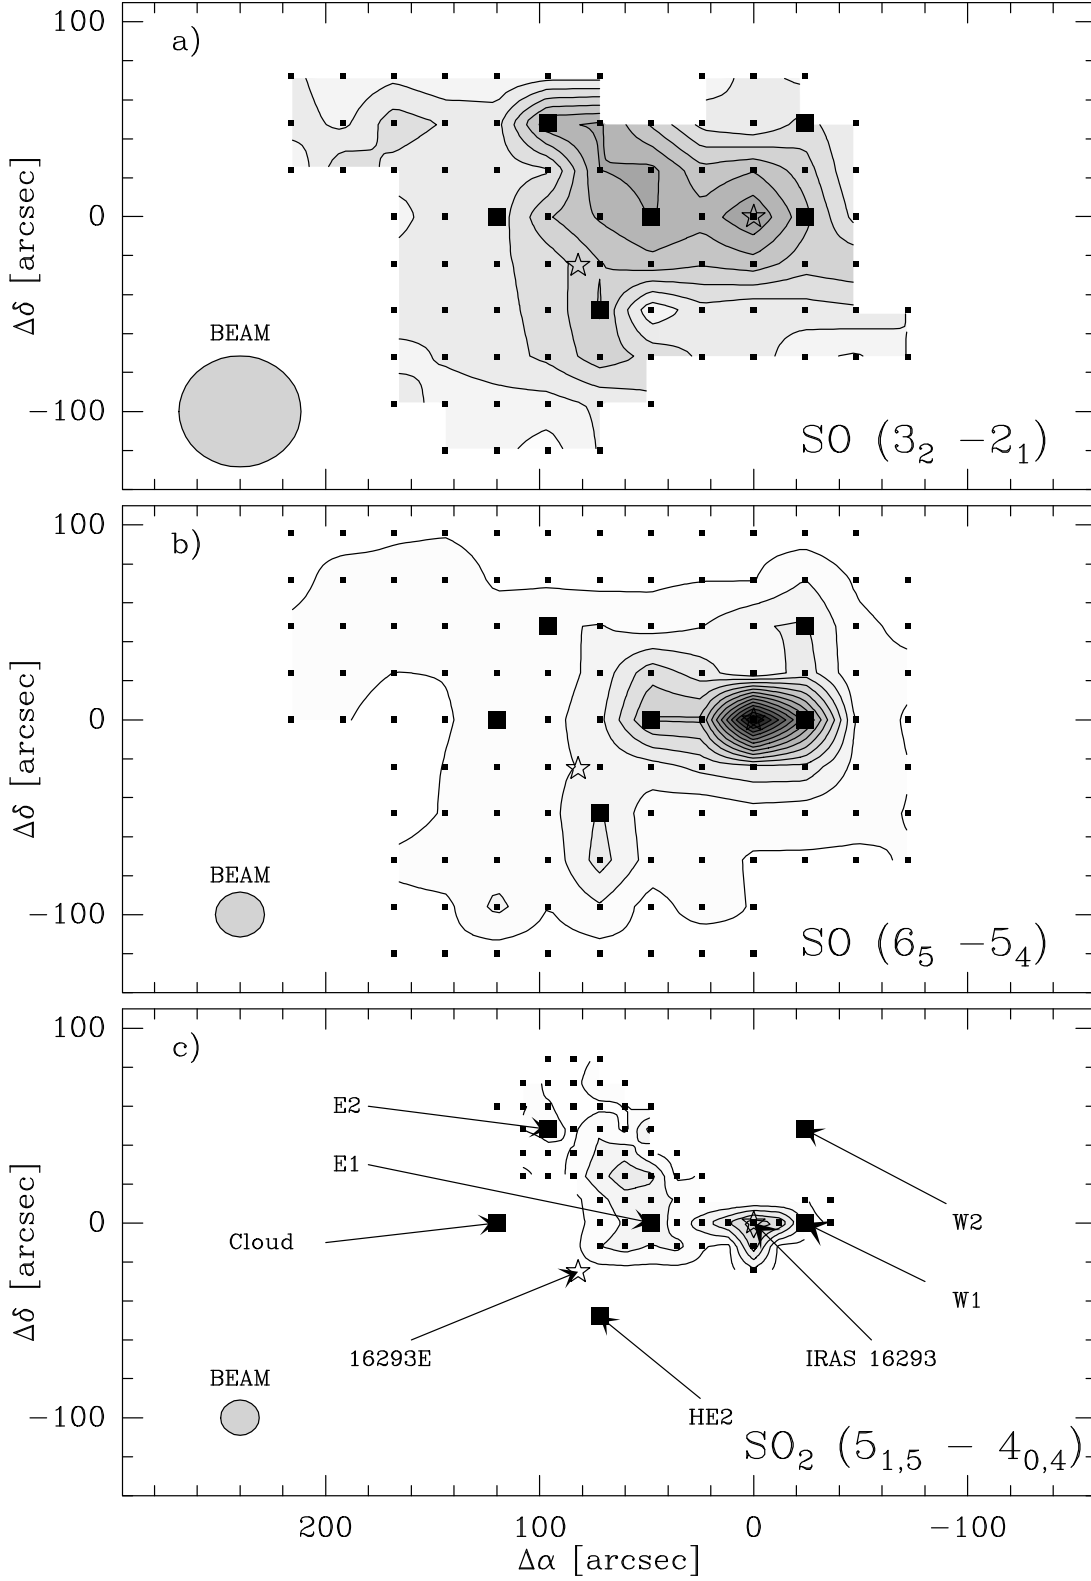 100
a)
0
Δδ [arcsec]
BEAM
−100
SO (3₂ −2₁)
100
b)
0
Δδ [arcsec]
BEAM
−100
SO (6₅ −5₄)
100
c)
E2
E1
W2
0
Cloud
Δδ [arcsec]
W1
16293E
IRAS 16293
BEAM
HE2
−100
SO₂ (5₁,₅ − 4₀,₄)
200 100 0 −100
Δα [arcsec]